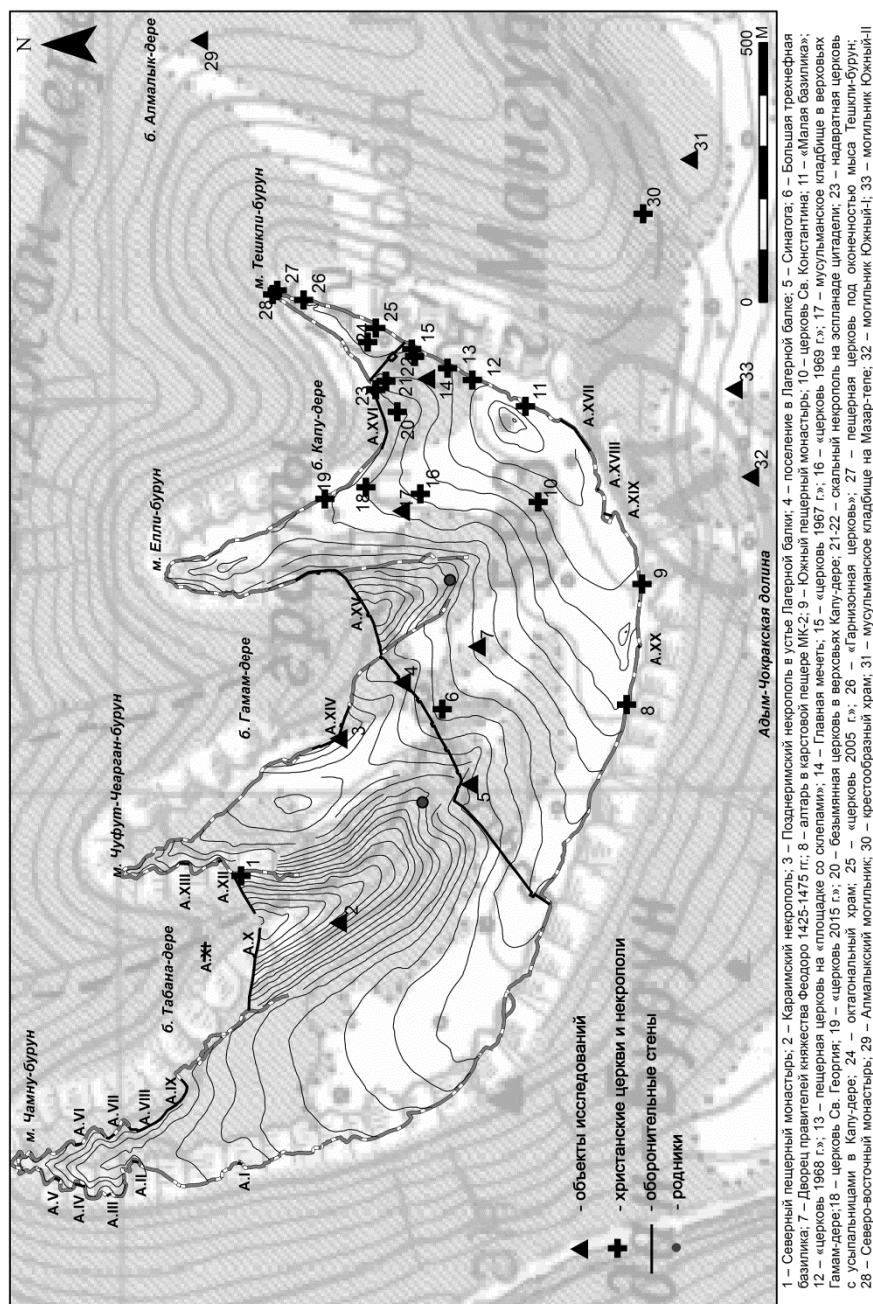 N
б. Алмалык-дере
29
м. Тешкли-бурун
28
27
26
25
24
15
22
21
23
14
13
12
11
20
А.XVI
б. Капу-дере
19
18
17
16
10
А.XVII
А.XVIII
А.XIX
30
31
33
32
500
0
М
м. Елли-бурун
А.XV
б. Гамам-дере
А.XIV
3
4
6
7
5
8
9
А.XX
Адым-Чокракская долина
м. Чуфут-Чеарган-бурун
А.XIII
А.XII
1
А.XI
А.X
2
б. Табана-дере
м. Чамну-бурун
А.VI
А.VII
А.VIII
А.IX
А.V
А.IV
А.III
А.II
А.I
- объекты исследований
- христанские церкви и некрополи
- оборонительные стены
- родники
1 – Северный пещерный монастырь; 2 – Караимский некрополь; 3 – Позднеримский некрополь в устье Лагерной балки; 4 – поселение в Лагерной балке; 5 – Синагога; 6 – Большая трехнефная
базилика; 7 – Дворец правителей княжества Феодоро 1425-1475 гг.; 8 – алтарь в карстовой пещере МК-2; 9 – Южный пещерный монастырь; 10 – церковь Св. Константина; 11 – «Малая базилика»;
12 – «церковь 1968 г.»; 13 – пещерная церковь на «площадке со склепами»; 14 – Главная мечеть; 15 – «церковь 1967 г.»; 16 – «церковь 1969 г.»; 17 – мусульманское кладбище в верховьях
Гамам-дере;18 – церковь Св. Георгия; 19 – «церковь 2015 г.»; 20 – безымянная церковь в верховьях Капу-дере; 21-22 – скальный некрополь на эспланаде цитадели; 23 – надвратная церковь
с усыпальницами в Капу-дере; 24 – октагональный храм; 25 – «церковь 2005 г.»; 26 – «Гарнизонная церковь»; 27 – пещерная церковь под оконечностью мыса Тешкли-бурун;
28 – Северо-восточный монастырь; 29 – Алмалыкский могильник; 30 – крестообразный храм; 31 – мусульманское кладбище на Мазар-тепе; 32 – могильник Южный-I; 33 – могильник Южный-II